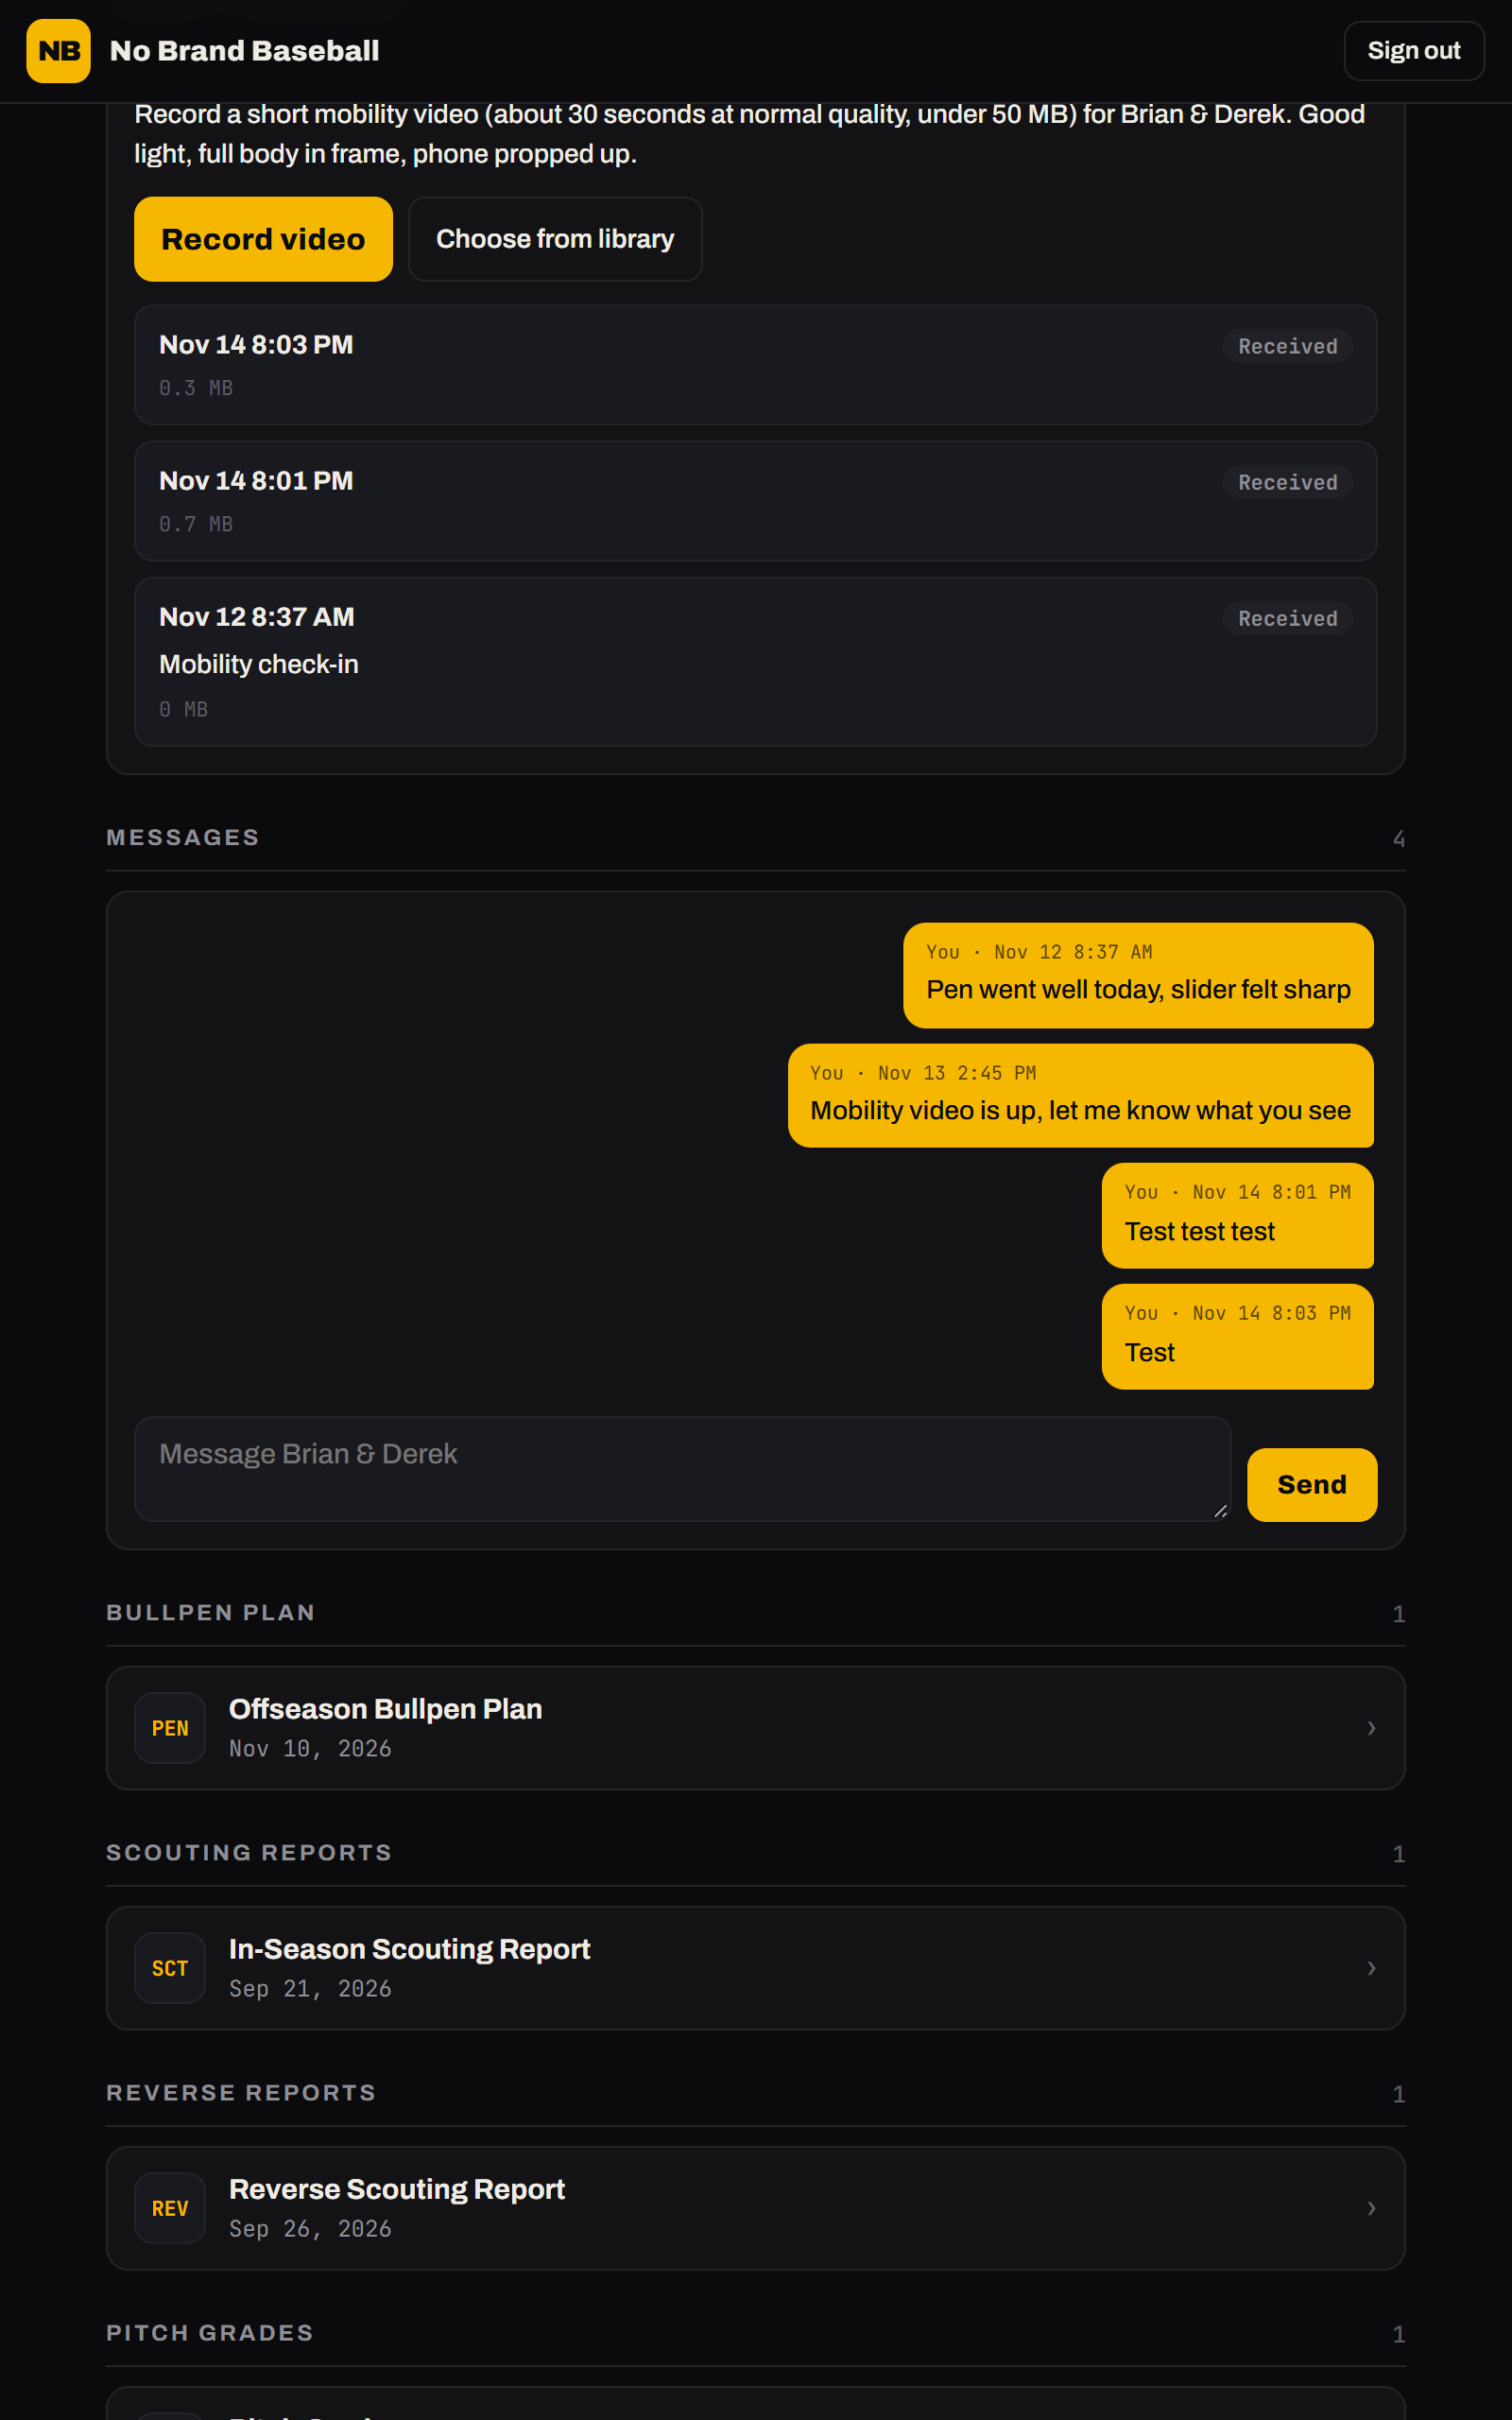 NB No Brand Baseball Sign out
Record a short mobility video (about 30 seconds at normal quality, under 50 MB) for Brian & Derek. Good
light, full body in frame, phone propped up.
Record video Choose from library
Nov 14 8:03 PM Received
0.3 MB
Nov 14 8:01 PM Received
0.7 MB
Nov 12 8:37 AM Received
Mobility check-in
0 MB
MESSAGES 4
You · Nov 12 8:37 AM
Pen went well today, slider felt sharp
You · Nov 13 2:45 PM
Mobility video is up, let me know what you see
You · Nov 14 8:01 PM
Test test test
You · Nov 14 8:03 PM
Test
Message Brian & Derek
Send
BULLPEN PLAN 1
PEN
Offseason Bullpen Plan
Nov 10, 2026
SCOUTING REPORTS 1
SCT
In-Season Scouting Report
Sep 21, 2026
REVERSE REPORTS 1
REV
Reverse Scouting Report
Sep 26, 2026
PITCH GRADES 1